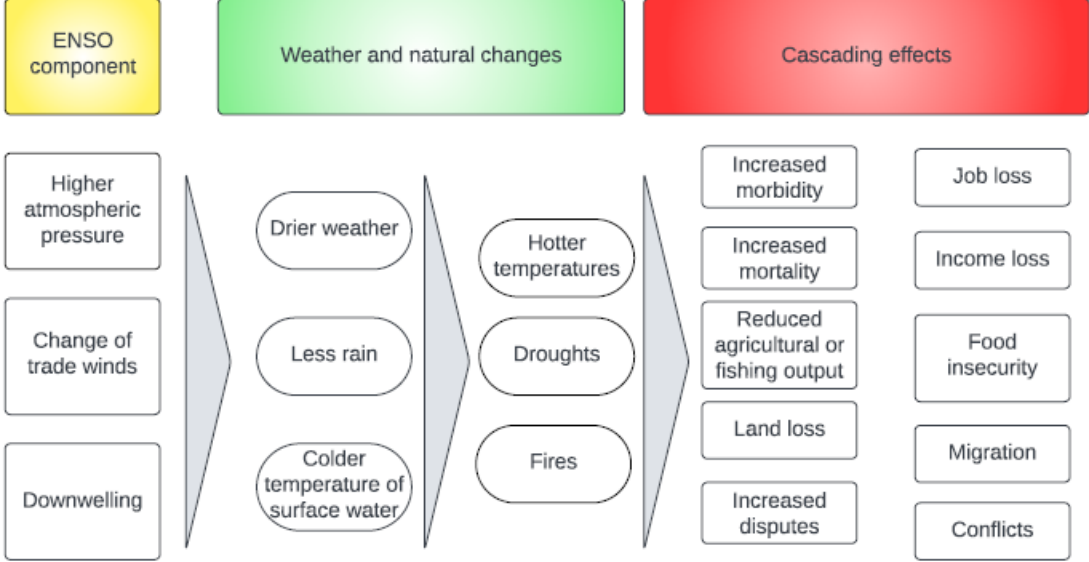 ENSO
component
Weather and natural changes
Cascading effects
Higher
atmospheric
pressure
Change of
trade winds
Downwelling
Drier weather
Less rain
Colder
temperature of
surface water
Hotter
temperatures
Droughts
Fires
Increased
morbidity
Increased
mortality
Reduced
agricultural or
fishing output
Land loss
Increased
disputes
Job loss
Income loss
Food
insecurity
Migration
Conflicts